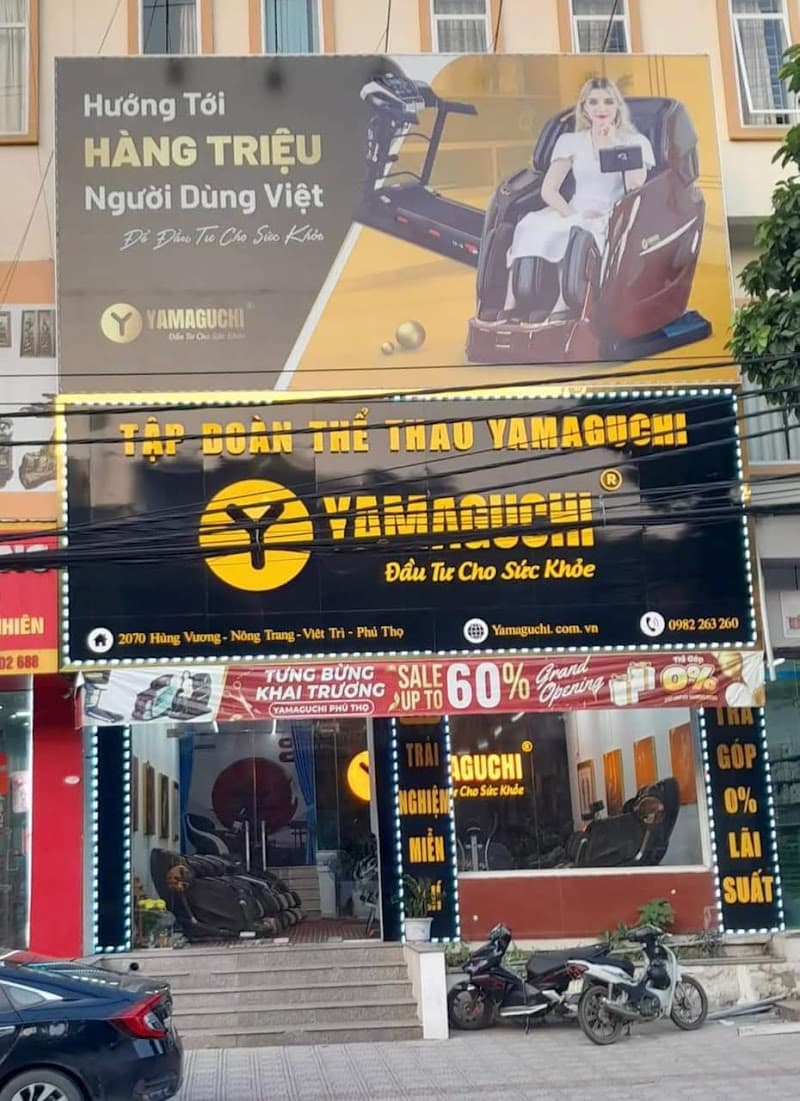 Hướng Tới
HÀNG TRIỆU
Người Dùng Việt
Để Đầu Tư Cho Sức Khỏe
Y YAMAGUCHI®
Đầu Tư Cho Sức Khỏe
TẬP ĐOÀN THỂ THAO YAMAGUCHI
Y YAMAGUCHI®
Đầu Tư Cho Sức Khỏe
2070 Hùng Vương - Nông Trang - Việt Trì - Phú Thọ
Yamaguchi.com.vn
0982 263 260
HIÊN
02 688
TƯNG BỪNG
KHAI TRƯƠNG
YAMAGUCHI PHÚ THỌ
SALE
UP TO
60%
Grand
Opening
Trả Góp
0%
TRẢI
NGHIỆM
MIỄN
AGUCHI®
Cho Sức Khỏe
TRẢ
GÓP
0%
LÃI
SUẤT